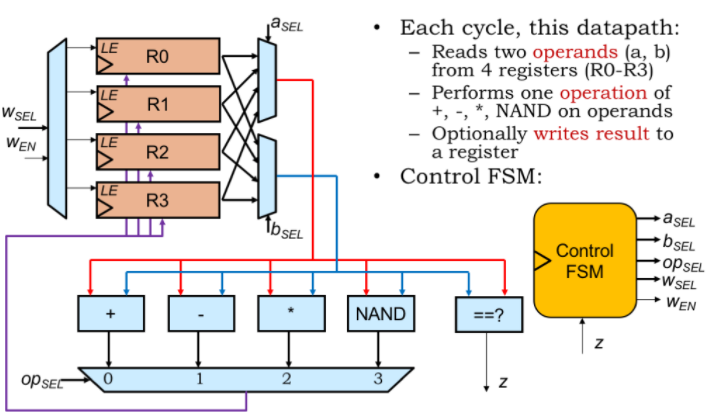 a_SEL
LE
R0
LE
R1
w_SEL
w_EN
LE
R2
LE
R3
b_SEL
+
-
*
NAND
==?
op_SEL
0
1
2
3
z
• Each cycle, this datapath:
– Reads two operands (a, b)
from 4 registers (R0-R3)
– Performs one operation of
+, -, *, NAND on operands
– Optionally writes result to
a register
• Control FSM:
Control
FSM
a_SEL
b_SEL
op_SEL
w_SEL
w_EN
z